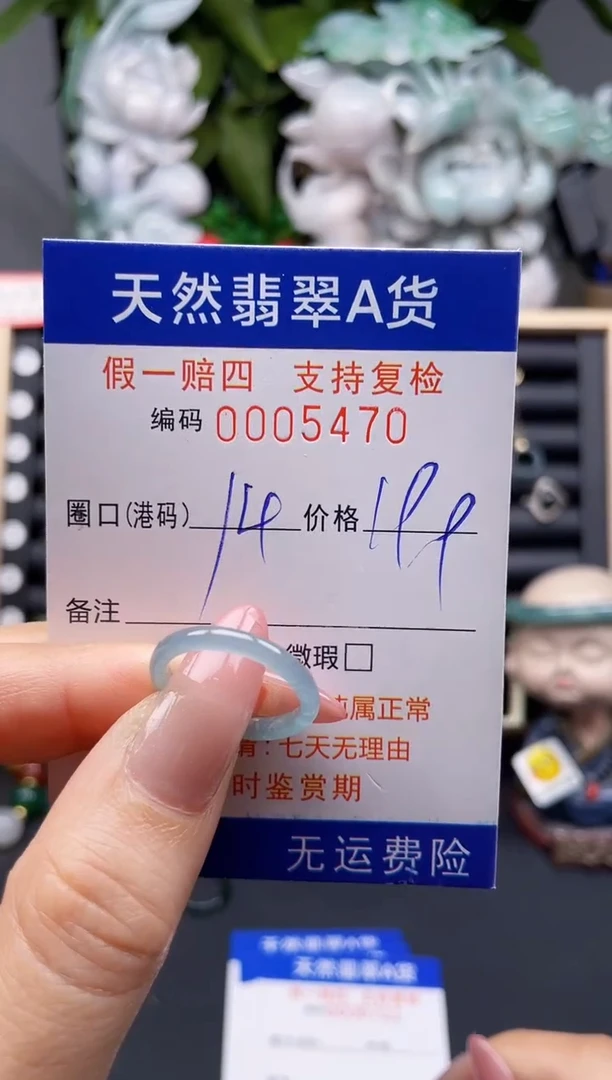 天然翡翠A货
假一赔四 支持复检
编码 0005470
圈口(港码) 14 价格 199
备注
微瑕□
属正常
:七天无理由
时鉴赏期
无运费险
天然翡翠A货